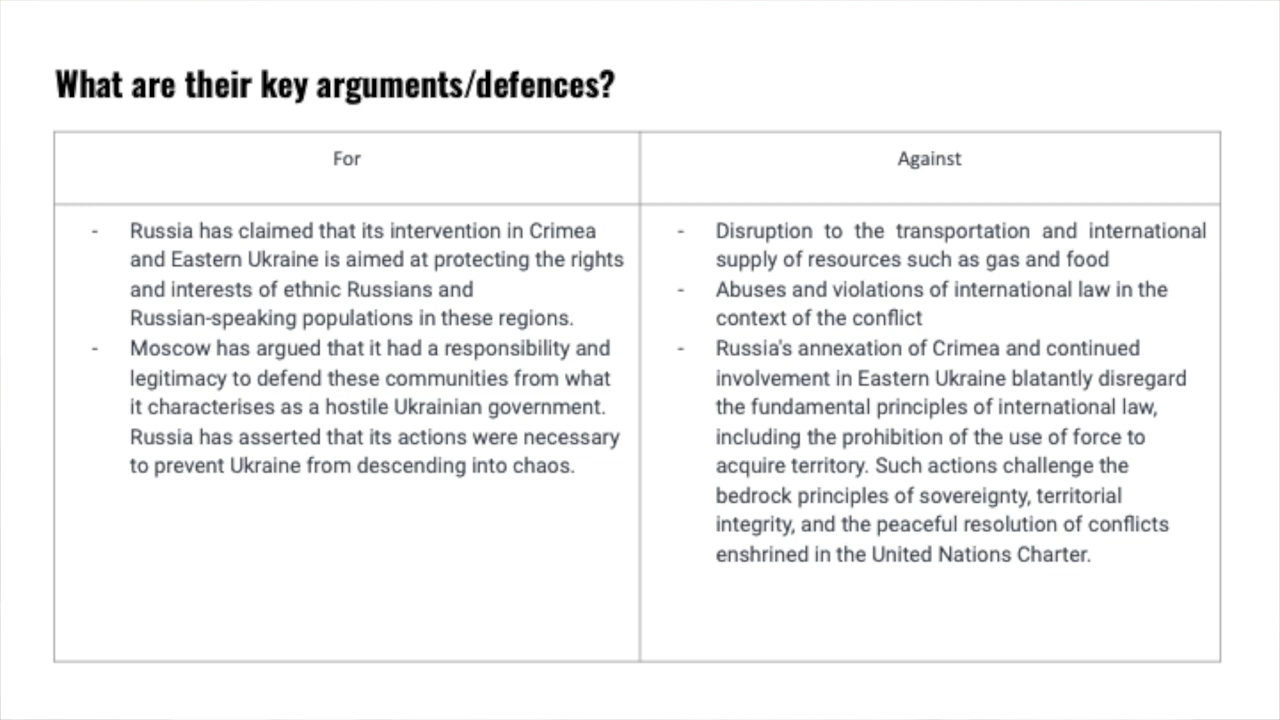 What are their key arguments/defences?
For
Against
- Russia has claimed that its intervention in Crimea
and Eastern Ukraine is aimed at protecting the rights
and interests of ethnic Russians and
Russian-speaking populations in these regions.
- Moscow has argued that it had a responsibility and
legitimacy to defend these communities from what
it characterises as a hostile Ukrainian government.
Russia has asserted that its actions were necessary
to prevent Ukraine from descending into chaos.
- Disruption to the transportation and international
supply of resources such as gas and food
- Abuses and violations of international law in the
context of the conflict
- Russia's annexation of Crimea and continued
involvement in Eastern Ukraine blatantly disregard
the fundamental principles of international law,
including the prohibition of the use of force to
acquire territory. Such actions challenge the
bedrock principles of sovereignty, territorial
integrity, and the peaceful resolution of conflicts
enshrined in the United Nations Charter.